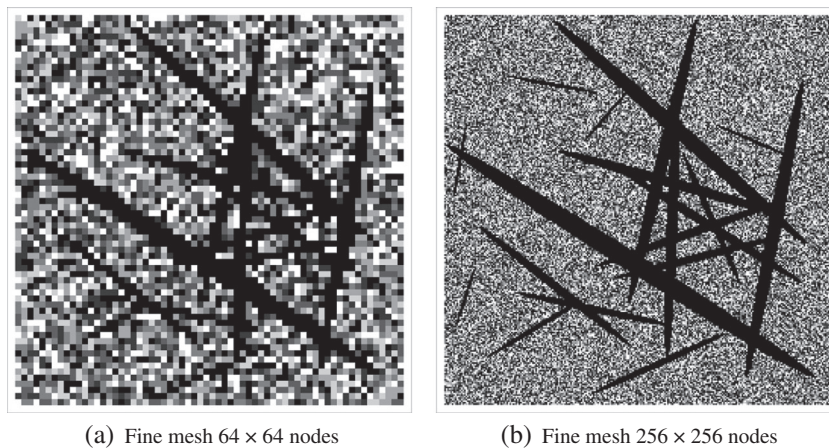 (a) Fine mesh 64 × 64 nodes
(b) Fine mesh 256 × 256 nodes